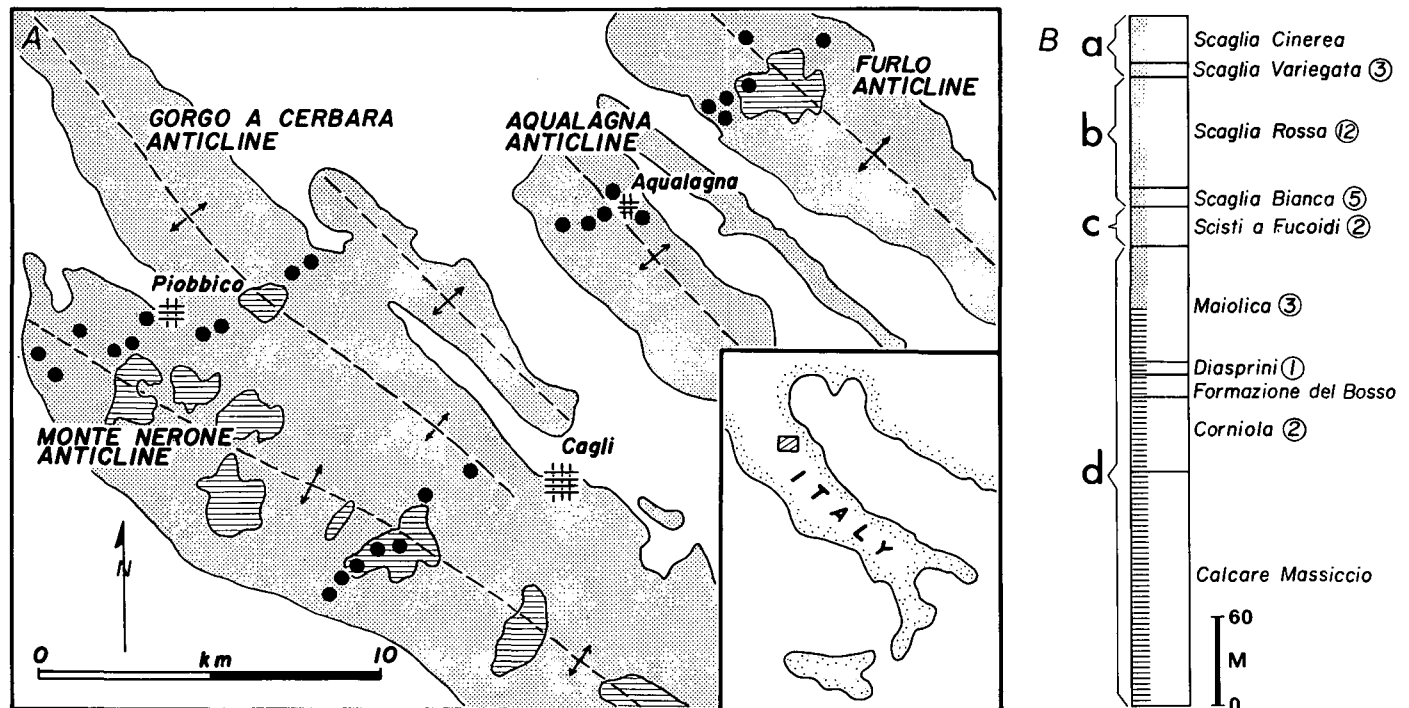 A
GORGO A CERBARA
ANTICLINE
AQUALAGNA
ANTICLINE
FURLO
ANTICLINE
Aqualagna
Piobbico
MONTE NERONE
ANTICLINE
Cagli
N
0 km 10
ITALY
B
a
Scaglia Cinerea
Scaglia Variegata ③
b
Scaglia Rossa ⑫
Scaglia Bianca ⑤
c
Scisti a Fucoidi ②
Maiolica ③
Diasprini ①
Formazione del Bosso
Corniola ②
d
Calcare Massiccio
60
M
0